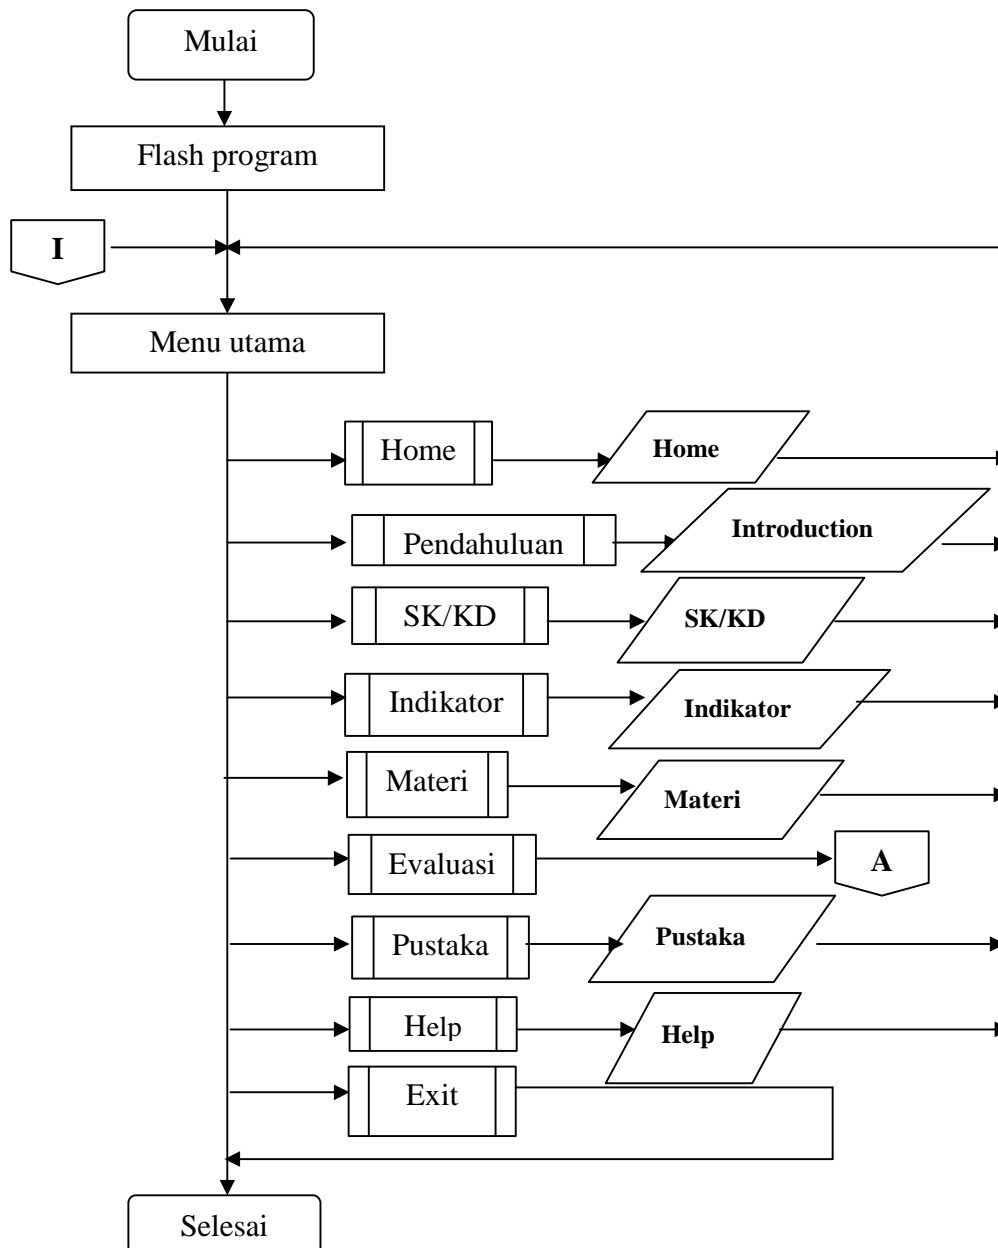 Mulai
Flash program
I
Menu utama
Home Home
Pendahuluan Introduction
SK/KD SK/KD
Indikator Indikator
Materi Materi
Evaluasi A
Pustaka Pustaka
Help Help
Exit
Selesai